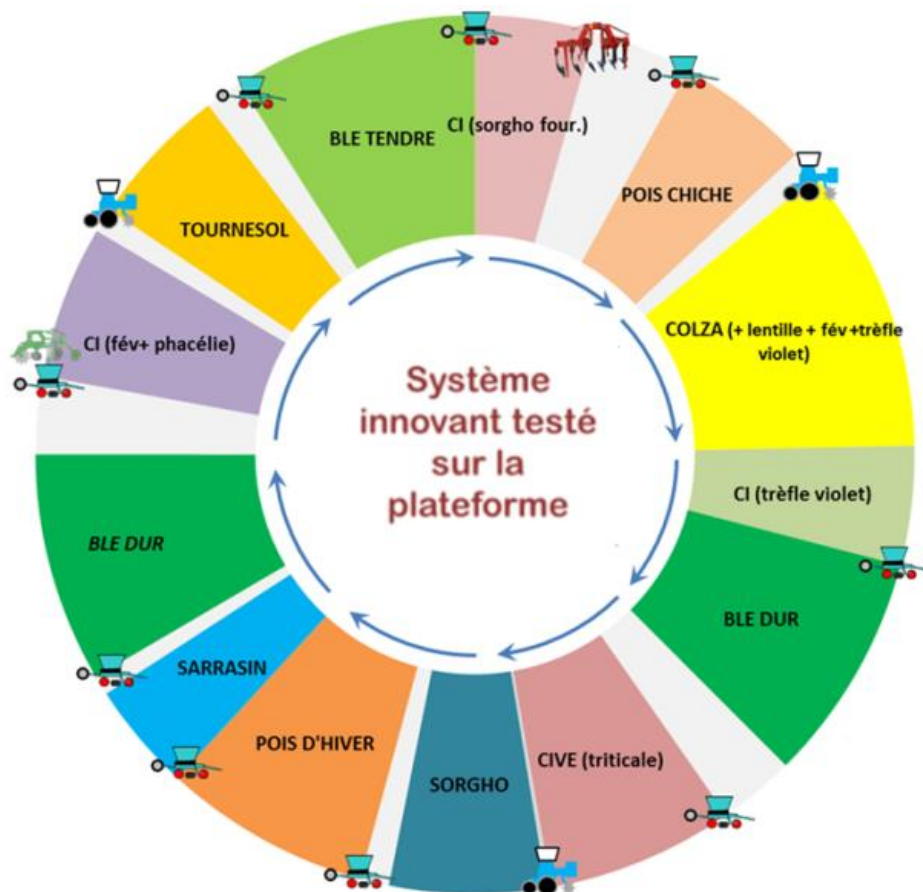 BLE TENDRE
CI (sorgho four.)
POIS CHICHE
COLZA (+ lentille + fév +trèfle
violet)
CI (trèfle violet)
BLE DUR
CIVE (triticale)
SORGHO
POIS D'HIVER
SARRASIN
BLE DUR
CI (fév+ phacélie)
TOURNESOL
Système
innovant testé
sur la
plateforme